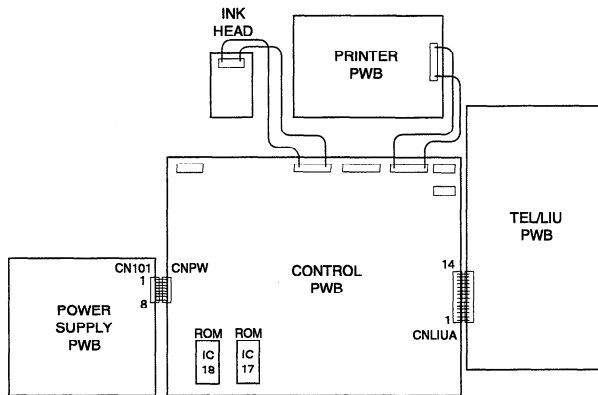 INK
HEAD
PRINTER
PWB
TEL/LIU
PWB
CN101
CNPW
1
8
POWER
SUPPLY
PWB
CONTROL
PWB
14
1
CNLIUA
ROM
IC
18
ROM
IC
17